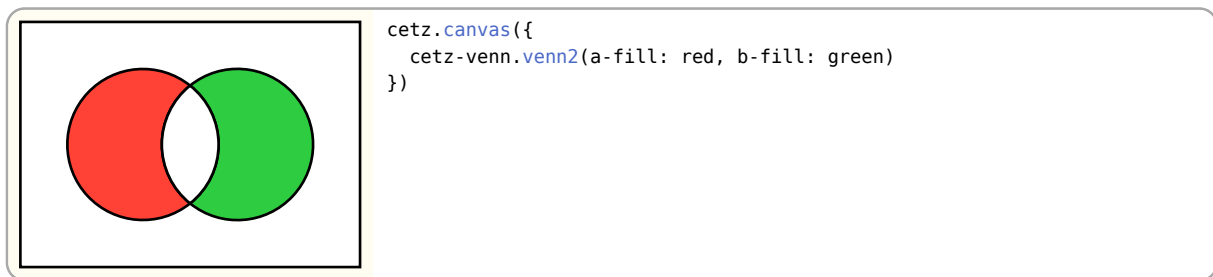 cetz.canvas({
  cetz-venn.venn2(a-fill: red, b-fill: green)
})